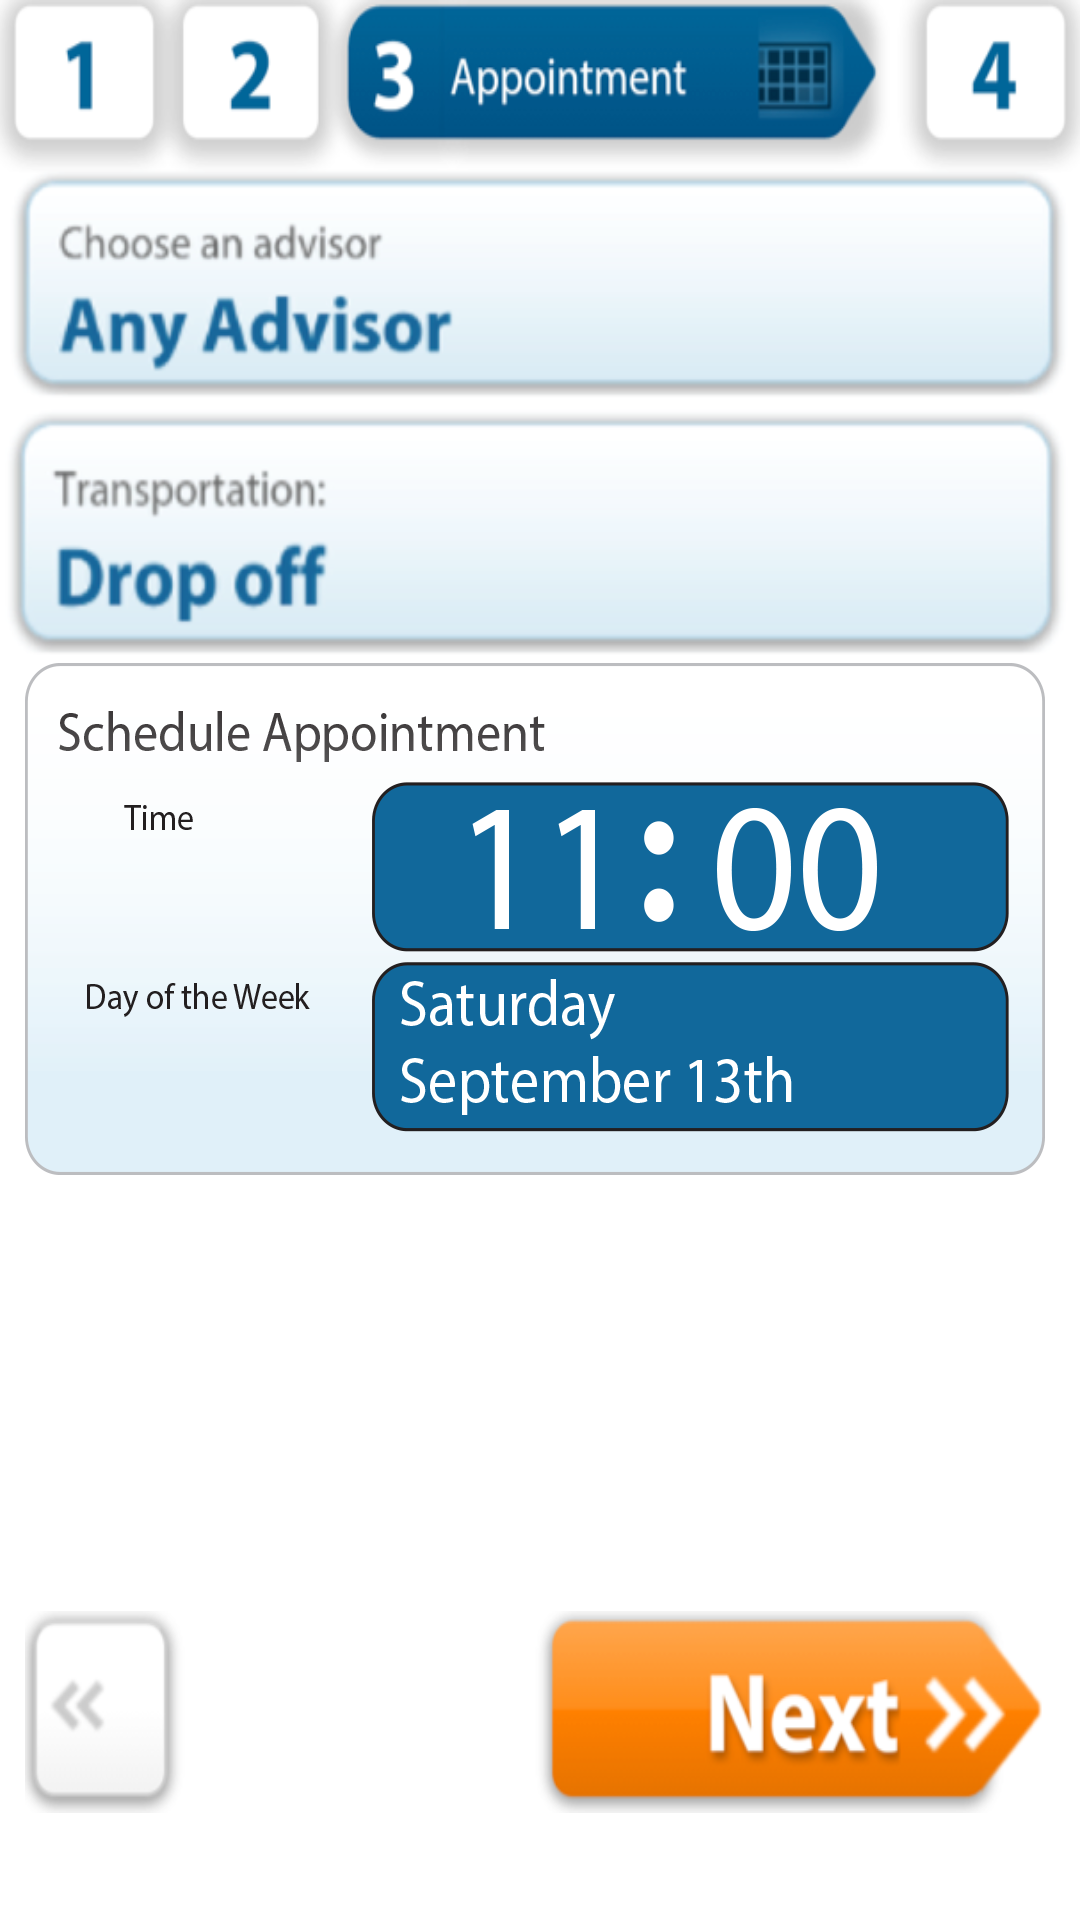 1 2 3 Appointment 4
Choose an advisor
Any Advisor
Transportation:
Drop off
Schedule Appointment
Time
11:00
Day of the Week
Saturday
September 13th
« Next »